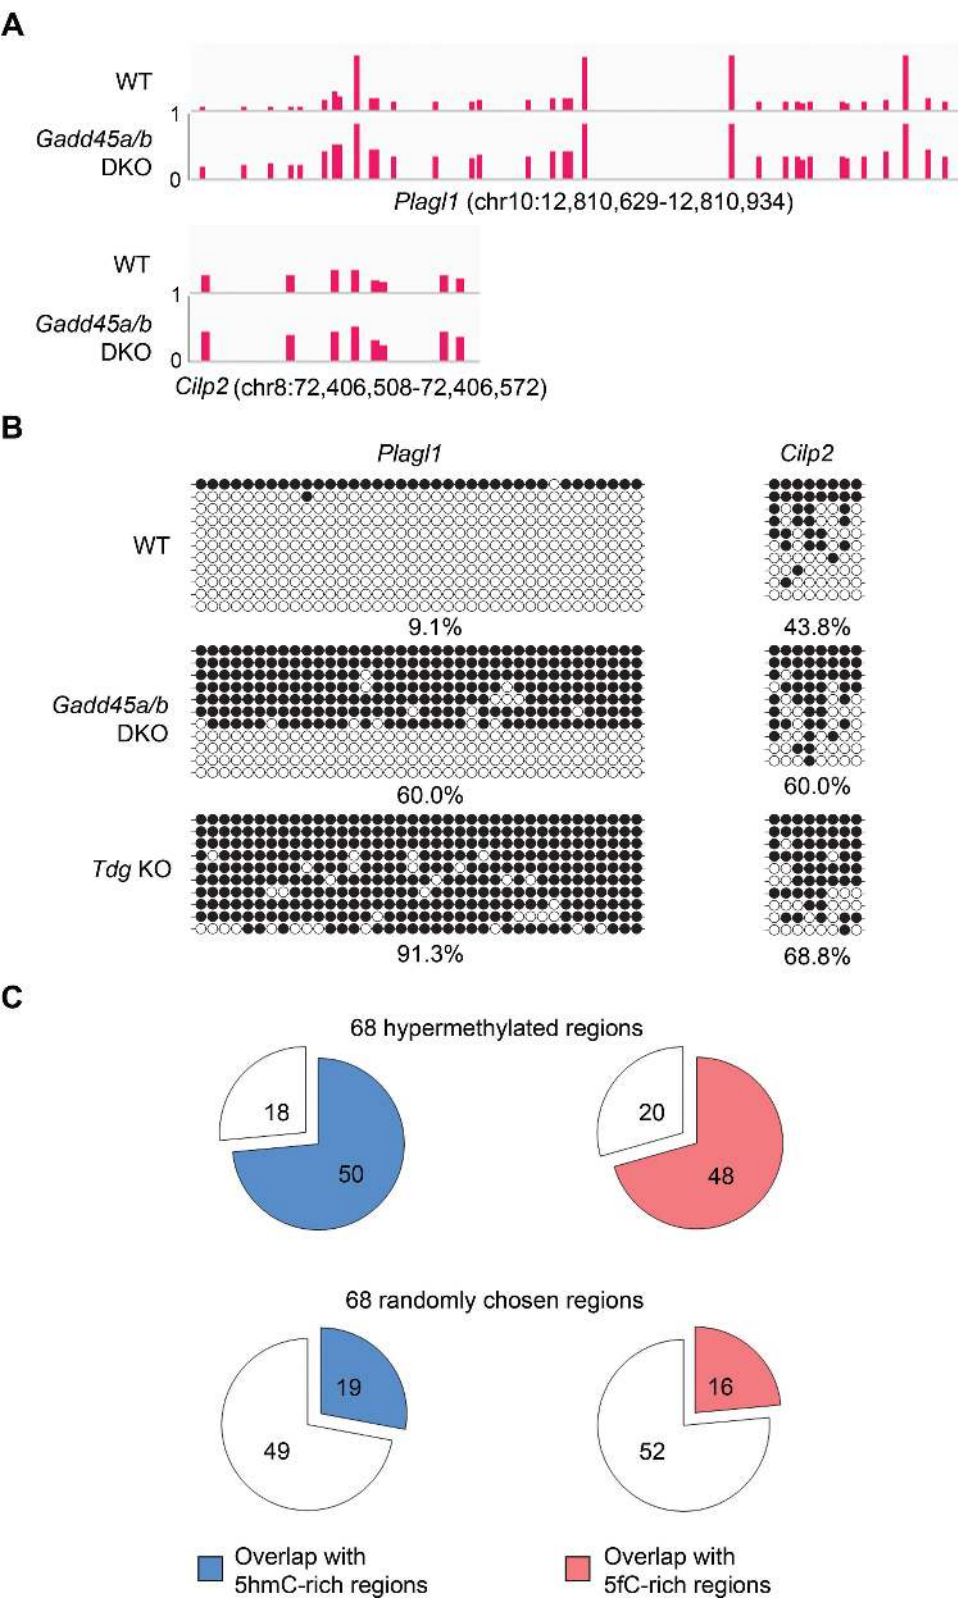 A
WT
1
Gadd45a/b
DKO
0
Plagl1 (chr10:12,810,629-12,810,934)
WT
1
Gadd45a/b
DKO
0
Cilp2 (chr8:72,406,508-72,406,572)
B
Plagl1 Cilp2
WT
9.1% 43.8%
Gadd45a/b
DKO
60.0% 60.0%
Tdg KO
91.3% 68.8%
C
68 hypermethylated regions
18 20
50 48
68 randomly chosen regions
19 16
49 52
Overlap with
5hmC-rich regions
Overlap with
5fC-rich regions